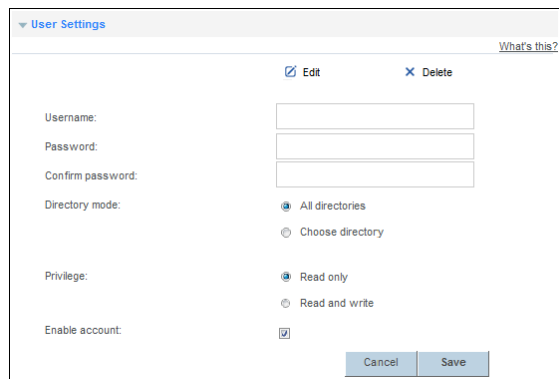 User Settings
What's this?
Edit Delete
Username:
Password:
Confirm password:
Directory mode: All directories
Choose directory
Privilege: Read only
Read and write
Enable account:
Cancel Save